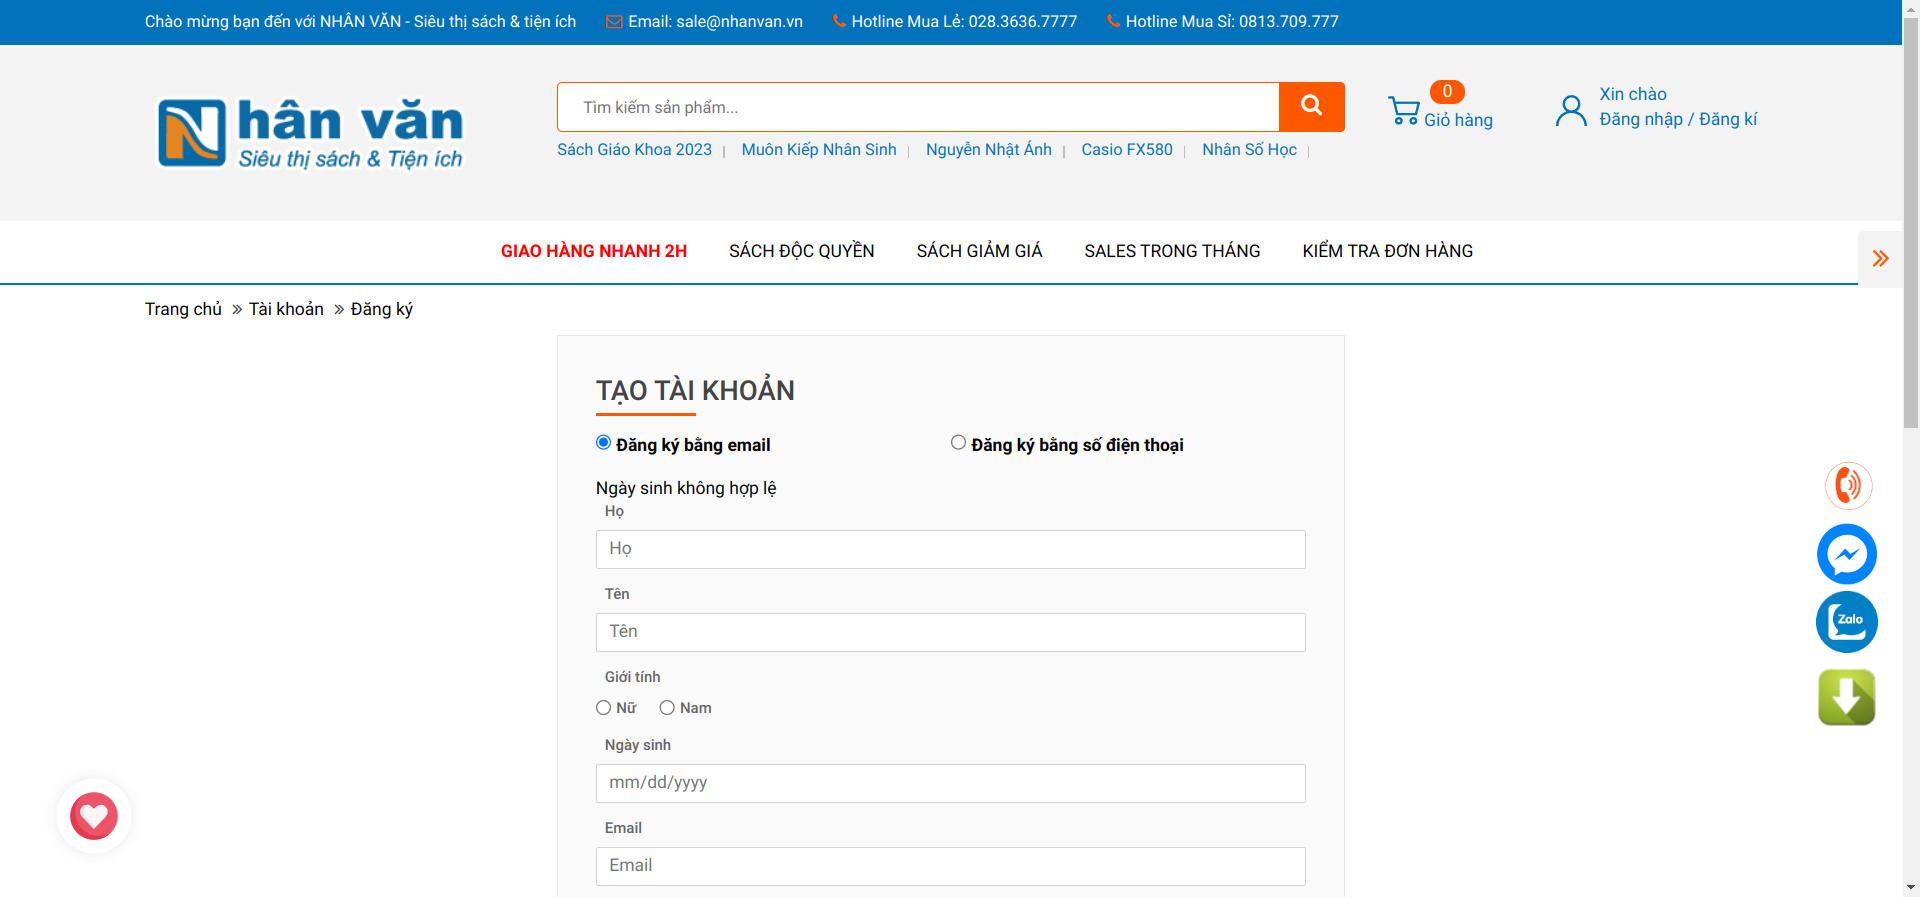 Chào mừng bạn đến với NHÂN VĂN - Siêu thị sách & tiện ích Email: sale@nhanvan.vn Hotline Mua Lẻ: 028.3636.7777 Hotline Mua Sỉ: 0813.709.777
Nhân văn
Siêu thị sách & Tiện ích
Tìm kiếm sản phẩm...
Sách Giáo Khoa 2023 | Muôn Kiếp Nhân Sinh | Nguyễn Nhật Ánh | Casio FX580 | Nhân Số Học |
0
Giỏ hàng
Xin chào
Đăng nhập / Đăng kí
GIAO HÀNG NHANH 2H SÁCH ĐỘC QUYỀN SÁCH GIẢM GIÁ SALES TRONG THÁNG KIỂM TRA ĐƠN HÀNG
Trang chủ » Tài khoản » Đăng ký
TẠO TÀI KHOẢN
Đăng ký bằng email Đăng ký bằng số điện thoại
Ngày sinh không hợp lệ
Họ
Họ
Tên
Tên
Giới tính
Nữ Nam
Ngày sinh
mm/dd/yyyy
Email
Email
Zalo